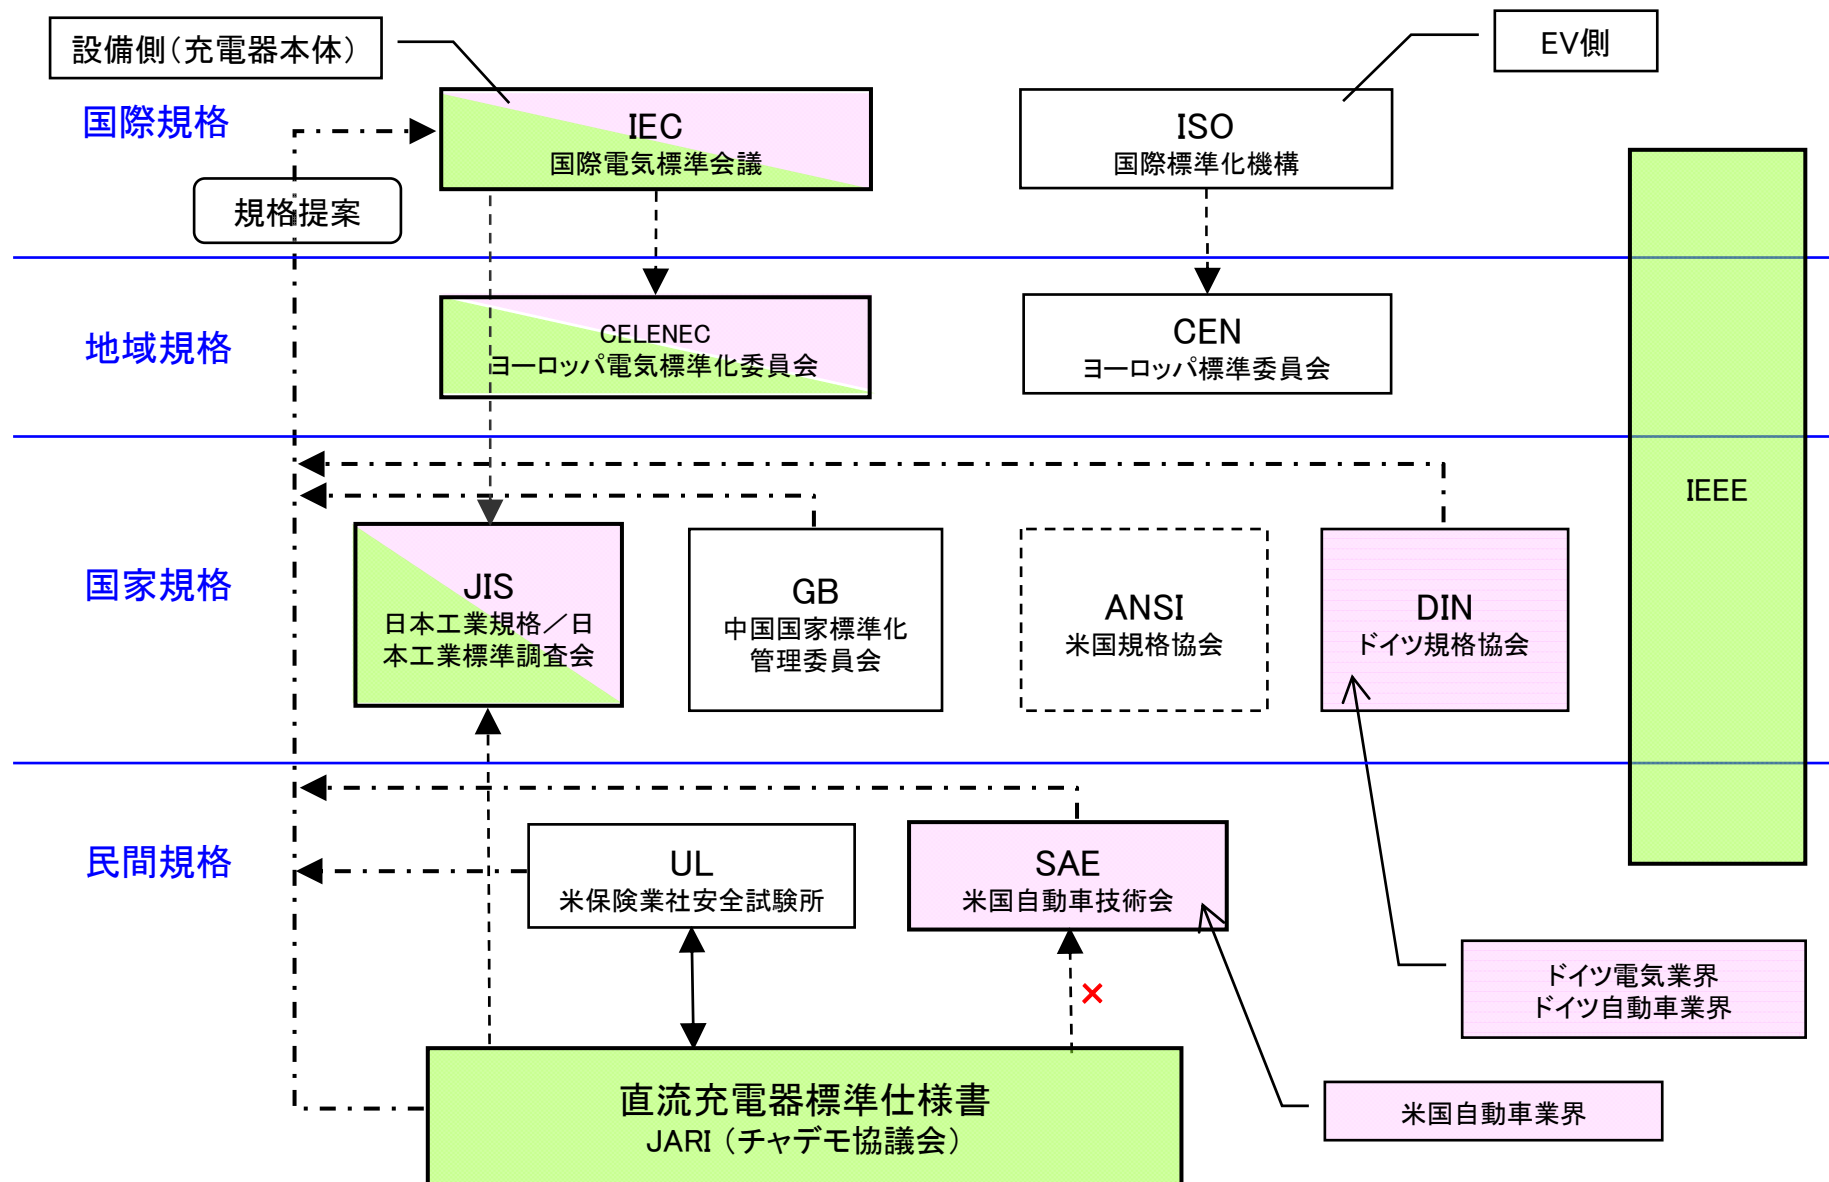 設備側（充電器本体）
EV側
国際規格
IEC
国際電気標準会議
ISO
国際標準化機構
規格提案
地域規格
CELENEC
ヨーロッパ電気標準化委員会
CEN
ヨーロッパ標準委員会
IEEE
国家規格
JIS
日本工業規格／日
本工業標準調査会
GB
中国国家標準化
管理委員会
ANSI
米国規格協会
DIN
ドイツ規格協会
民間規格
UL
米保険業社安全試験所
SAE
米国自動車技術会
×
ドイツ電気業界
ドイツ自動車業界
直流充電器標準仕様書
JARI（チャデモ協議会）
米国自動車業界